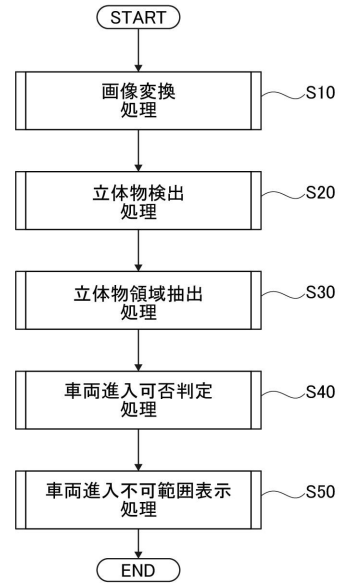 START
画像変換
処理
S10
立体物検出
処理
S20
立体物領域抽出
処理
S30
車両進入可否判定
処理
S40
車両進入不可範囲表示
処理
S50
END